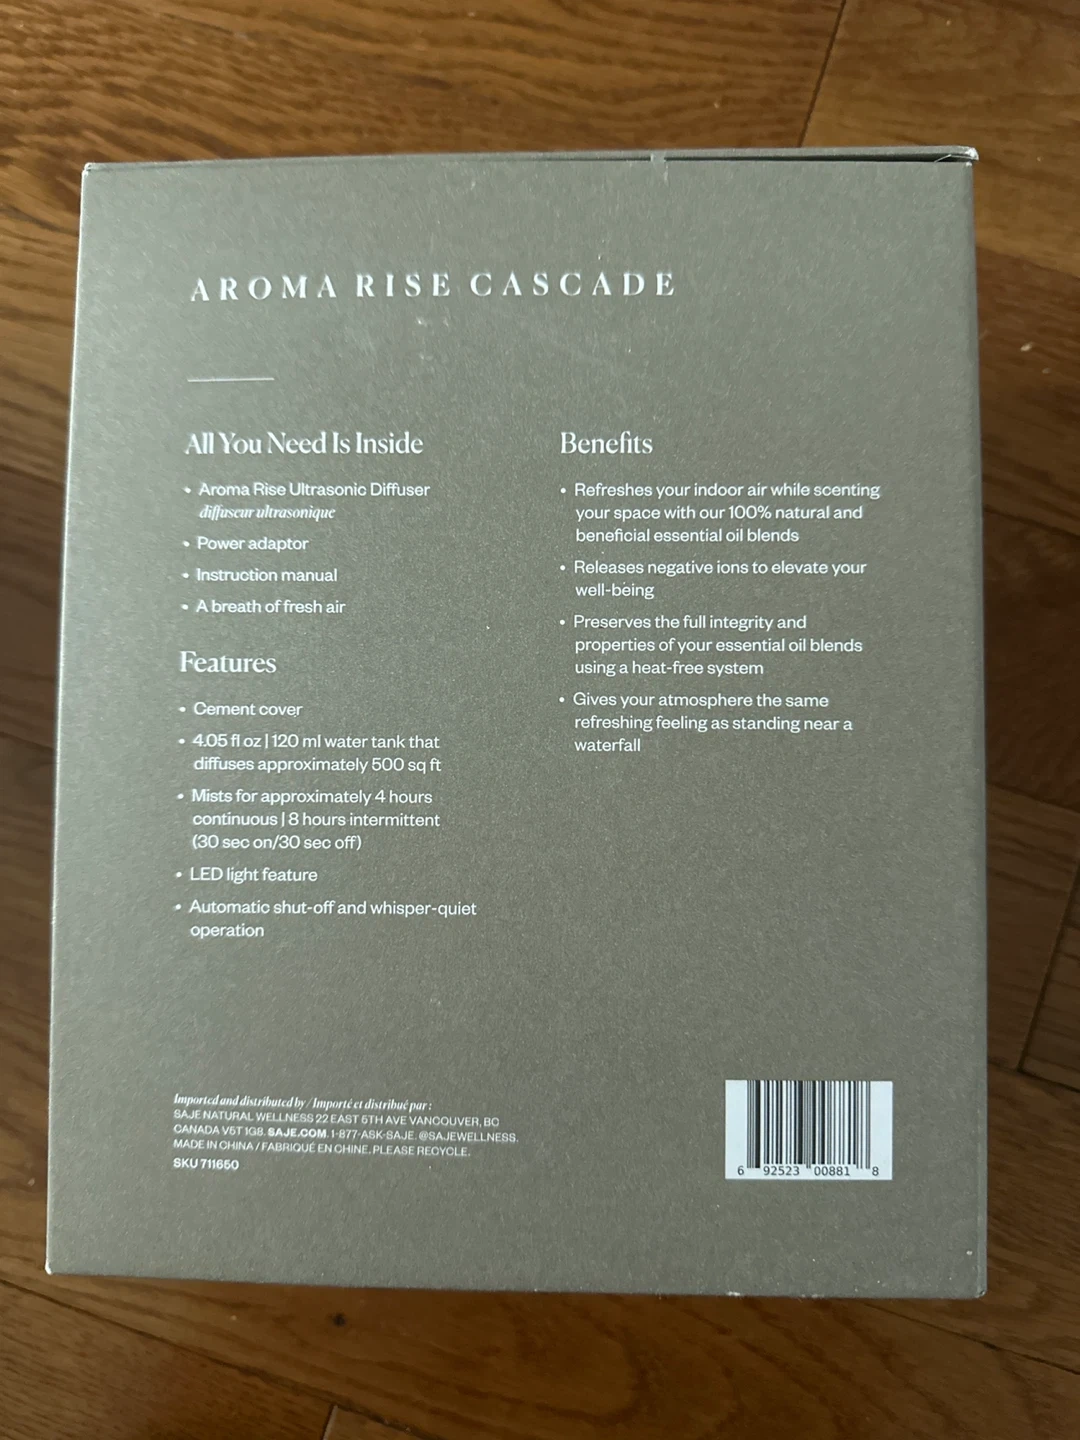 AROMA RISE CASCADE
All You Need Is Inside
• Aroma Rise Ultrasonic Diffuser
diffuseur ultrasonique
• Power adaptor
• Instruction manual
• A breath of fresh air
Features
• Cement cover
• 4.05 fl oz | 120 ml water tank that
diffuses approximately 500 sq ft
• Mists for approximately 4 hours
continuous | 8 hours intermittent
(30 sec on/30 sec off)
• LED light feature
• Automatic shut-off and whisper-quiet
operation
Benefits
• Refreshes your indoor air while scenting
your space with our 100% natural and
beneficial essential oil blends
• Releases negative ions to elevate your
well-being
• Preserves the full integrity and
properties of your essential oil blends
using a heat-free system
• Gives your atmosphere the same
refreshing feeling as standing near a
waterfall
Imported and distributed by / Importé et distribué par :
SAJE NATURAL WELLNESS 22 EAST 5TH AVE VANCOUVER, BC
CANADA V5T 1G8. SAJE.COM. 1-877-ASK-SAJE. @SAJEWELLNESS.
MADE IN CHINA / FABRIQUÉ EN CHINE. PLEASE RECYCLE.
SKU 711650
6 92523 00881 8